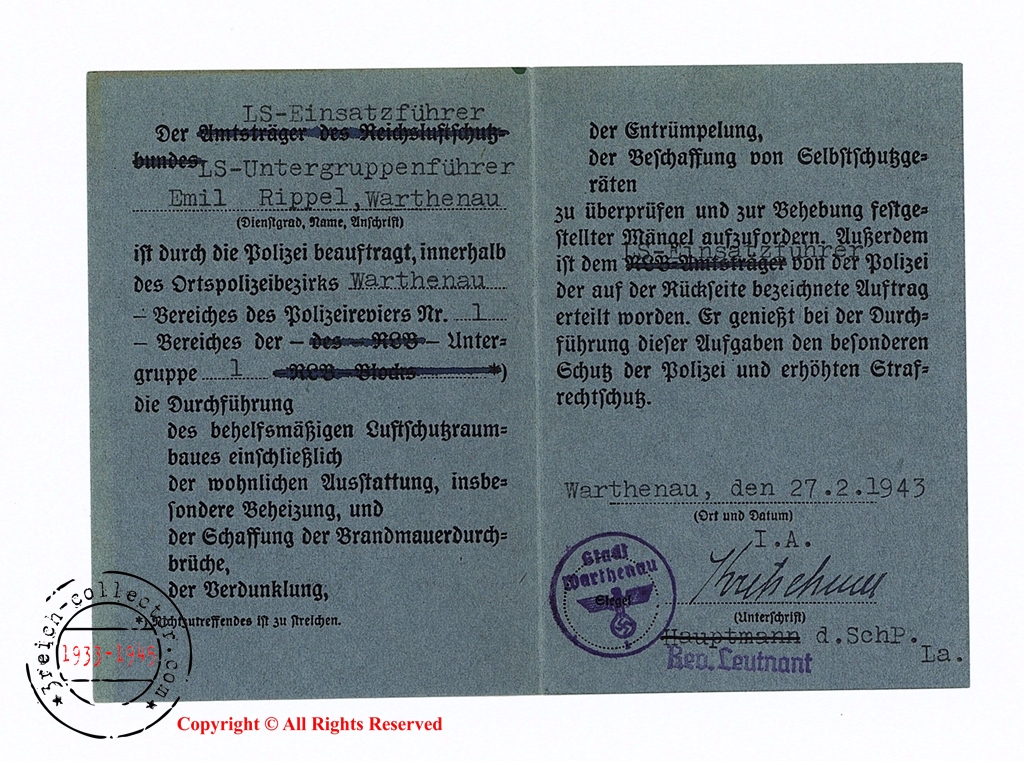 LS-Einsatzführer
Der Amtsträger des Reichsluftschutz-
bundes LS-Untergruppenführer
Emil Rippel, Warthenau
(Dienstgrad, Name, Anschrift)
ist durch die Polizei beauftragt, innerhalb
des Ortspolizeibezirks Warthenau
– Bereiches des Polizeireviers Nr. 1
– Bereiches der – des – RLB – Unter-
gruppe 1 – RLB – Blocks *)
die Durchführung
des behelfsmäßigen Luftschutzraum-
baues einschließlich
der wohnlichen Ausstattung, insbe-
sondere Beheizung, und
der Schaffung der Brandmauerdurch-
brüche,
der Verdunklung,
*Nichtzutreffendes ist zu streichen.
der Entrümpelung,
der Beschaffung von Selbstschutzge-
räten
zu überprüfen und zur Behebung festge-
stellter Mängel aufzufordern. Außerdem
LS-Einsatzführer
ist dem RLB-Amtsträger von der Polizei
der auf der Rückseite bezeichnete Auftrag
erteilt worden. Er genießt bei der Durch-
führung dieser Aufgaben den besonderen
Schutz der Polizei und erhöhten Straf-
rechtschutz.
Warthenau, den 27.2.1943
(Ort und Datum)
I.A.
Stadt
Warthenau
Siegel
(Unterschrift)
Hauptmann d.SchP.
Rev. Leutnant
La.
3reich-collector.com
1933-1945
Copyright © All Rights Reserved